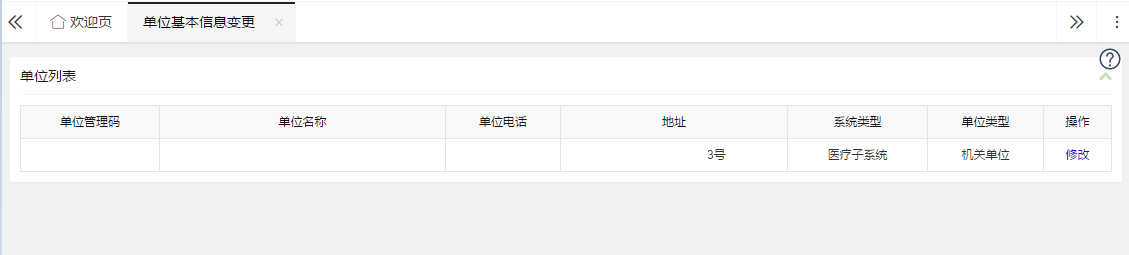 欢迎页 单位基本信息变更
单位列表
单位管理码 单位名称 单位电话 地址 系统类型 单位类型 操作
3号 医疗子系统 机关单位 修改